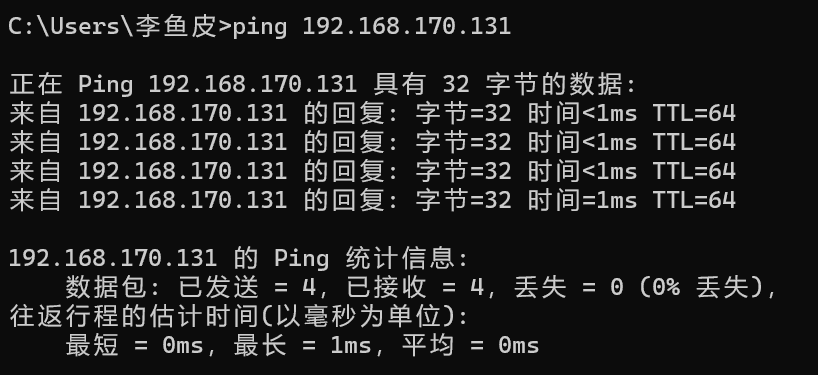 C:\Users\李鱼皮>ping 192.168.170.131
正在 Ping 192.168.170.131 具有 32 字节的数据:
来自 192.168.170.131 的回复: 字节=32 时间<1ms TTL=64
来自 192.168.170.131 的回复: 字节=32 时间<1ms TTL=64
来自 192.168.170.131 的回复: 字节=32 时间<1ms TTL=64
来自 192.168.170.131 的回复: 字节=32 时间=1ms TTL=64
192.168.170.131 的 Ping 统计信息:
数据包: 已发送 = 4, 已接收 = 4, 丢失 = 0 (0% 丢失),
往返行程的估计时间(以毫秒为单位):
最短 = 0ms, 最长 = 1ms, 平均 = 0ms